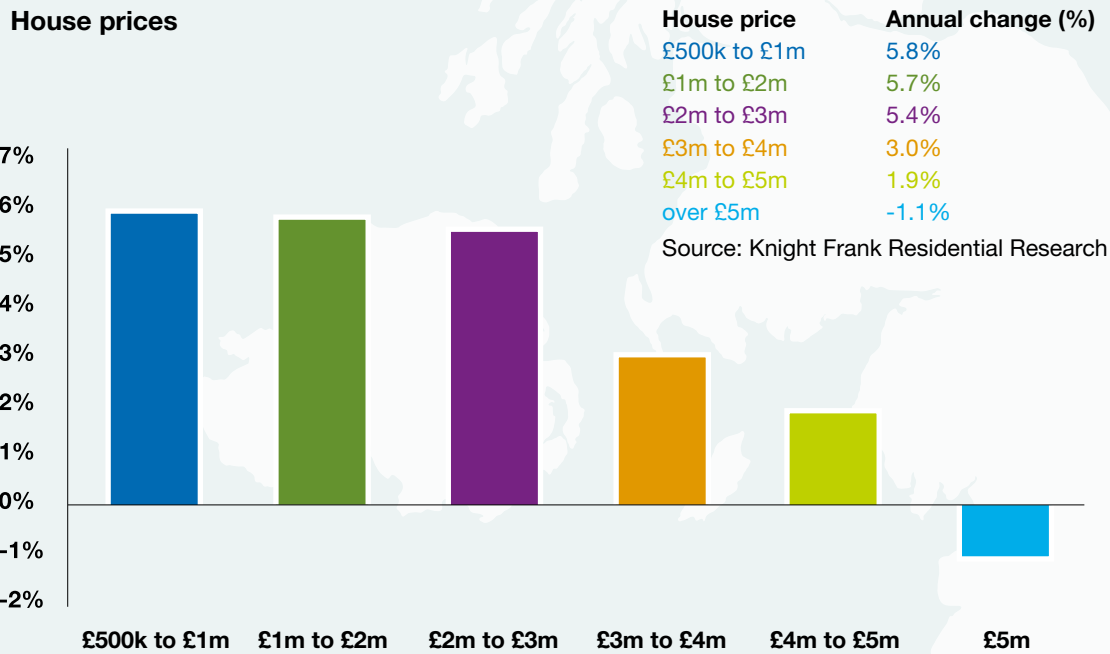 House prices
House price Annual change (%)
£500k to £1m 5.8%
£1m to £2m 5.7%
£2m to £3m 5.4%
£3m to £4m 3.0%
£4m to £5m 1.9%
over £5m -1.1%
Source: Knight Frank Residential Research
7%
6%
5%
4%
3%
2%
1%
0%
-1%
-2%
£500k to £1m £1m to £2m £2m to £3m £3m to £4m £4m to £5m £5m